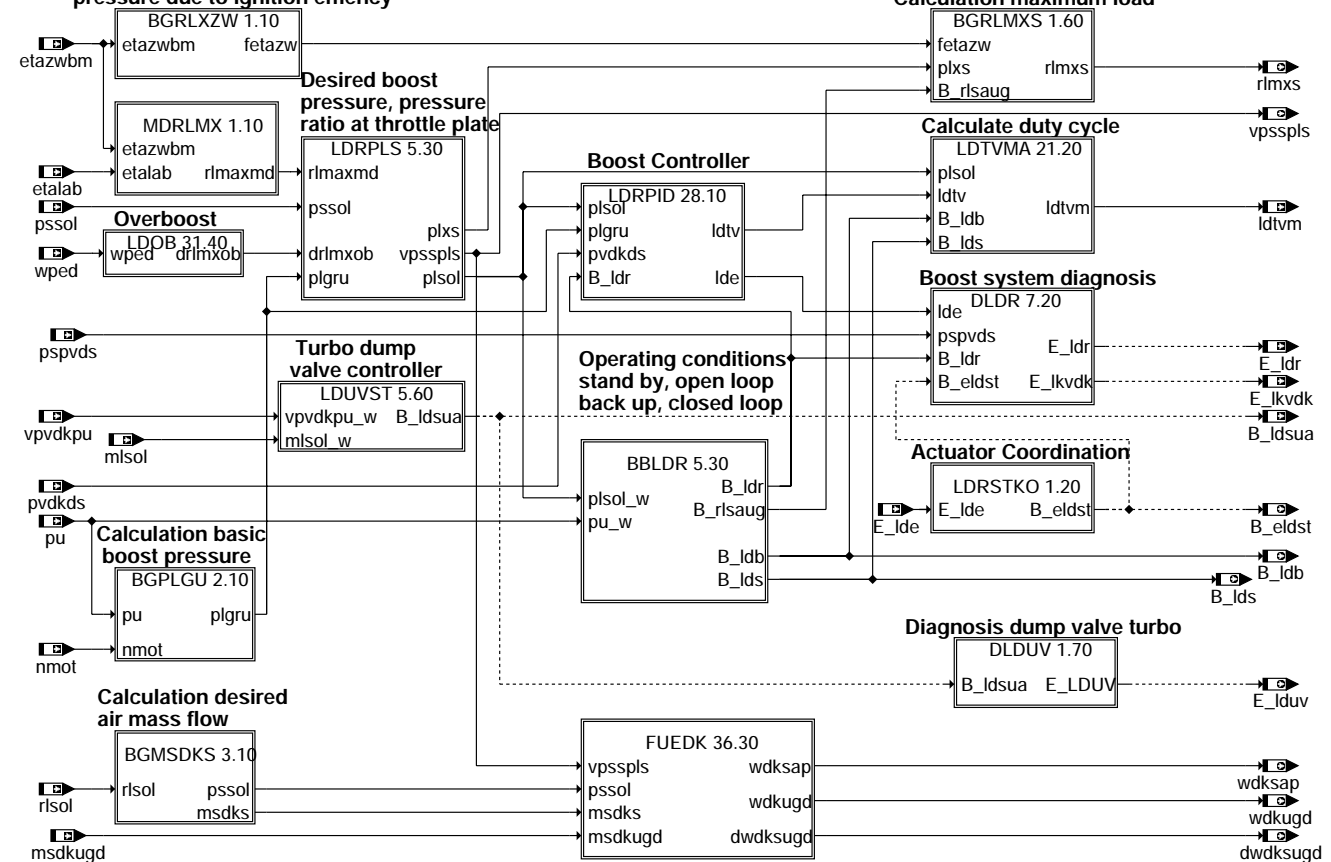 pressure due to ignition effiency
Calculation maximum load
BGRLXZW 1.10
etazwbm fetazw
etazwbm
BGRLMXS 1.60
fetazw
plxs rlmxs
B_rlsaug
rlmxs
Desired boost
pressure, pressure
ratio at throttle plate
MDRLMX 1.10
etazwbm
etalab rlmaxmd
etalab
pssol
vpsspls
LDRPLS 5.30
rlmaxmd
pssol
plxs
drlmxob vpsspls
plgru plsol
Overboost
LDOB 31.40
wped drlmxob
wped
Boost Controller
LDRPID 28.10
plsol
plgru ldtv
pvdkds
B_ldr lde
Calculate duty cycle
LDTVMA 21.20
plsol
ldtv
B_ldb ldtvm
B_lds
ldtvm
Boost system diagnosis
DLDR 7.20
lde
pspvds E_ldr
B_ldr
B_eldst E_lkvdk
E_ldr
E_lkvdk
B_ldsua
pspvds
Turbo dump
valve controller
LDUVST 5.60
vpvdkpu_w B_ldsua
mlsol_w
vpvdkpu
mlsol
Operating conditions
stand by, open loop
back up, closed loop
BBLDR 5.30
B_ldr
plsol_w
B_rlsaug
pu_w
B_ldb
B_lds
Actuator Coordination
LDRSTKO 1.20
E_lde B_eldst
E_lde
B_eldst
B_ldb
B_lds
pvdkds
pu
Calculation basic
boost pressure
BGPLGU 2.10
pu plgru
nmot
nmot
Diagnosis dump valve turbo
DLDUV 1.70
B_ldsua E_LDUV
E_lduv
Calculation desired
air mass flow
BGMSDKS 3.10
rlsol pssol
msdks
rlsol
msdkugd
FUEDK 36.30
vpsspls wdksap
pssol
wdkugd
msdks
msdkugd dwdksugd
wdksap
wdkugd
dwdksugd